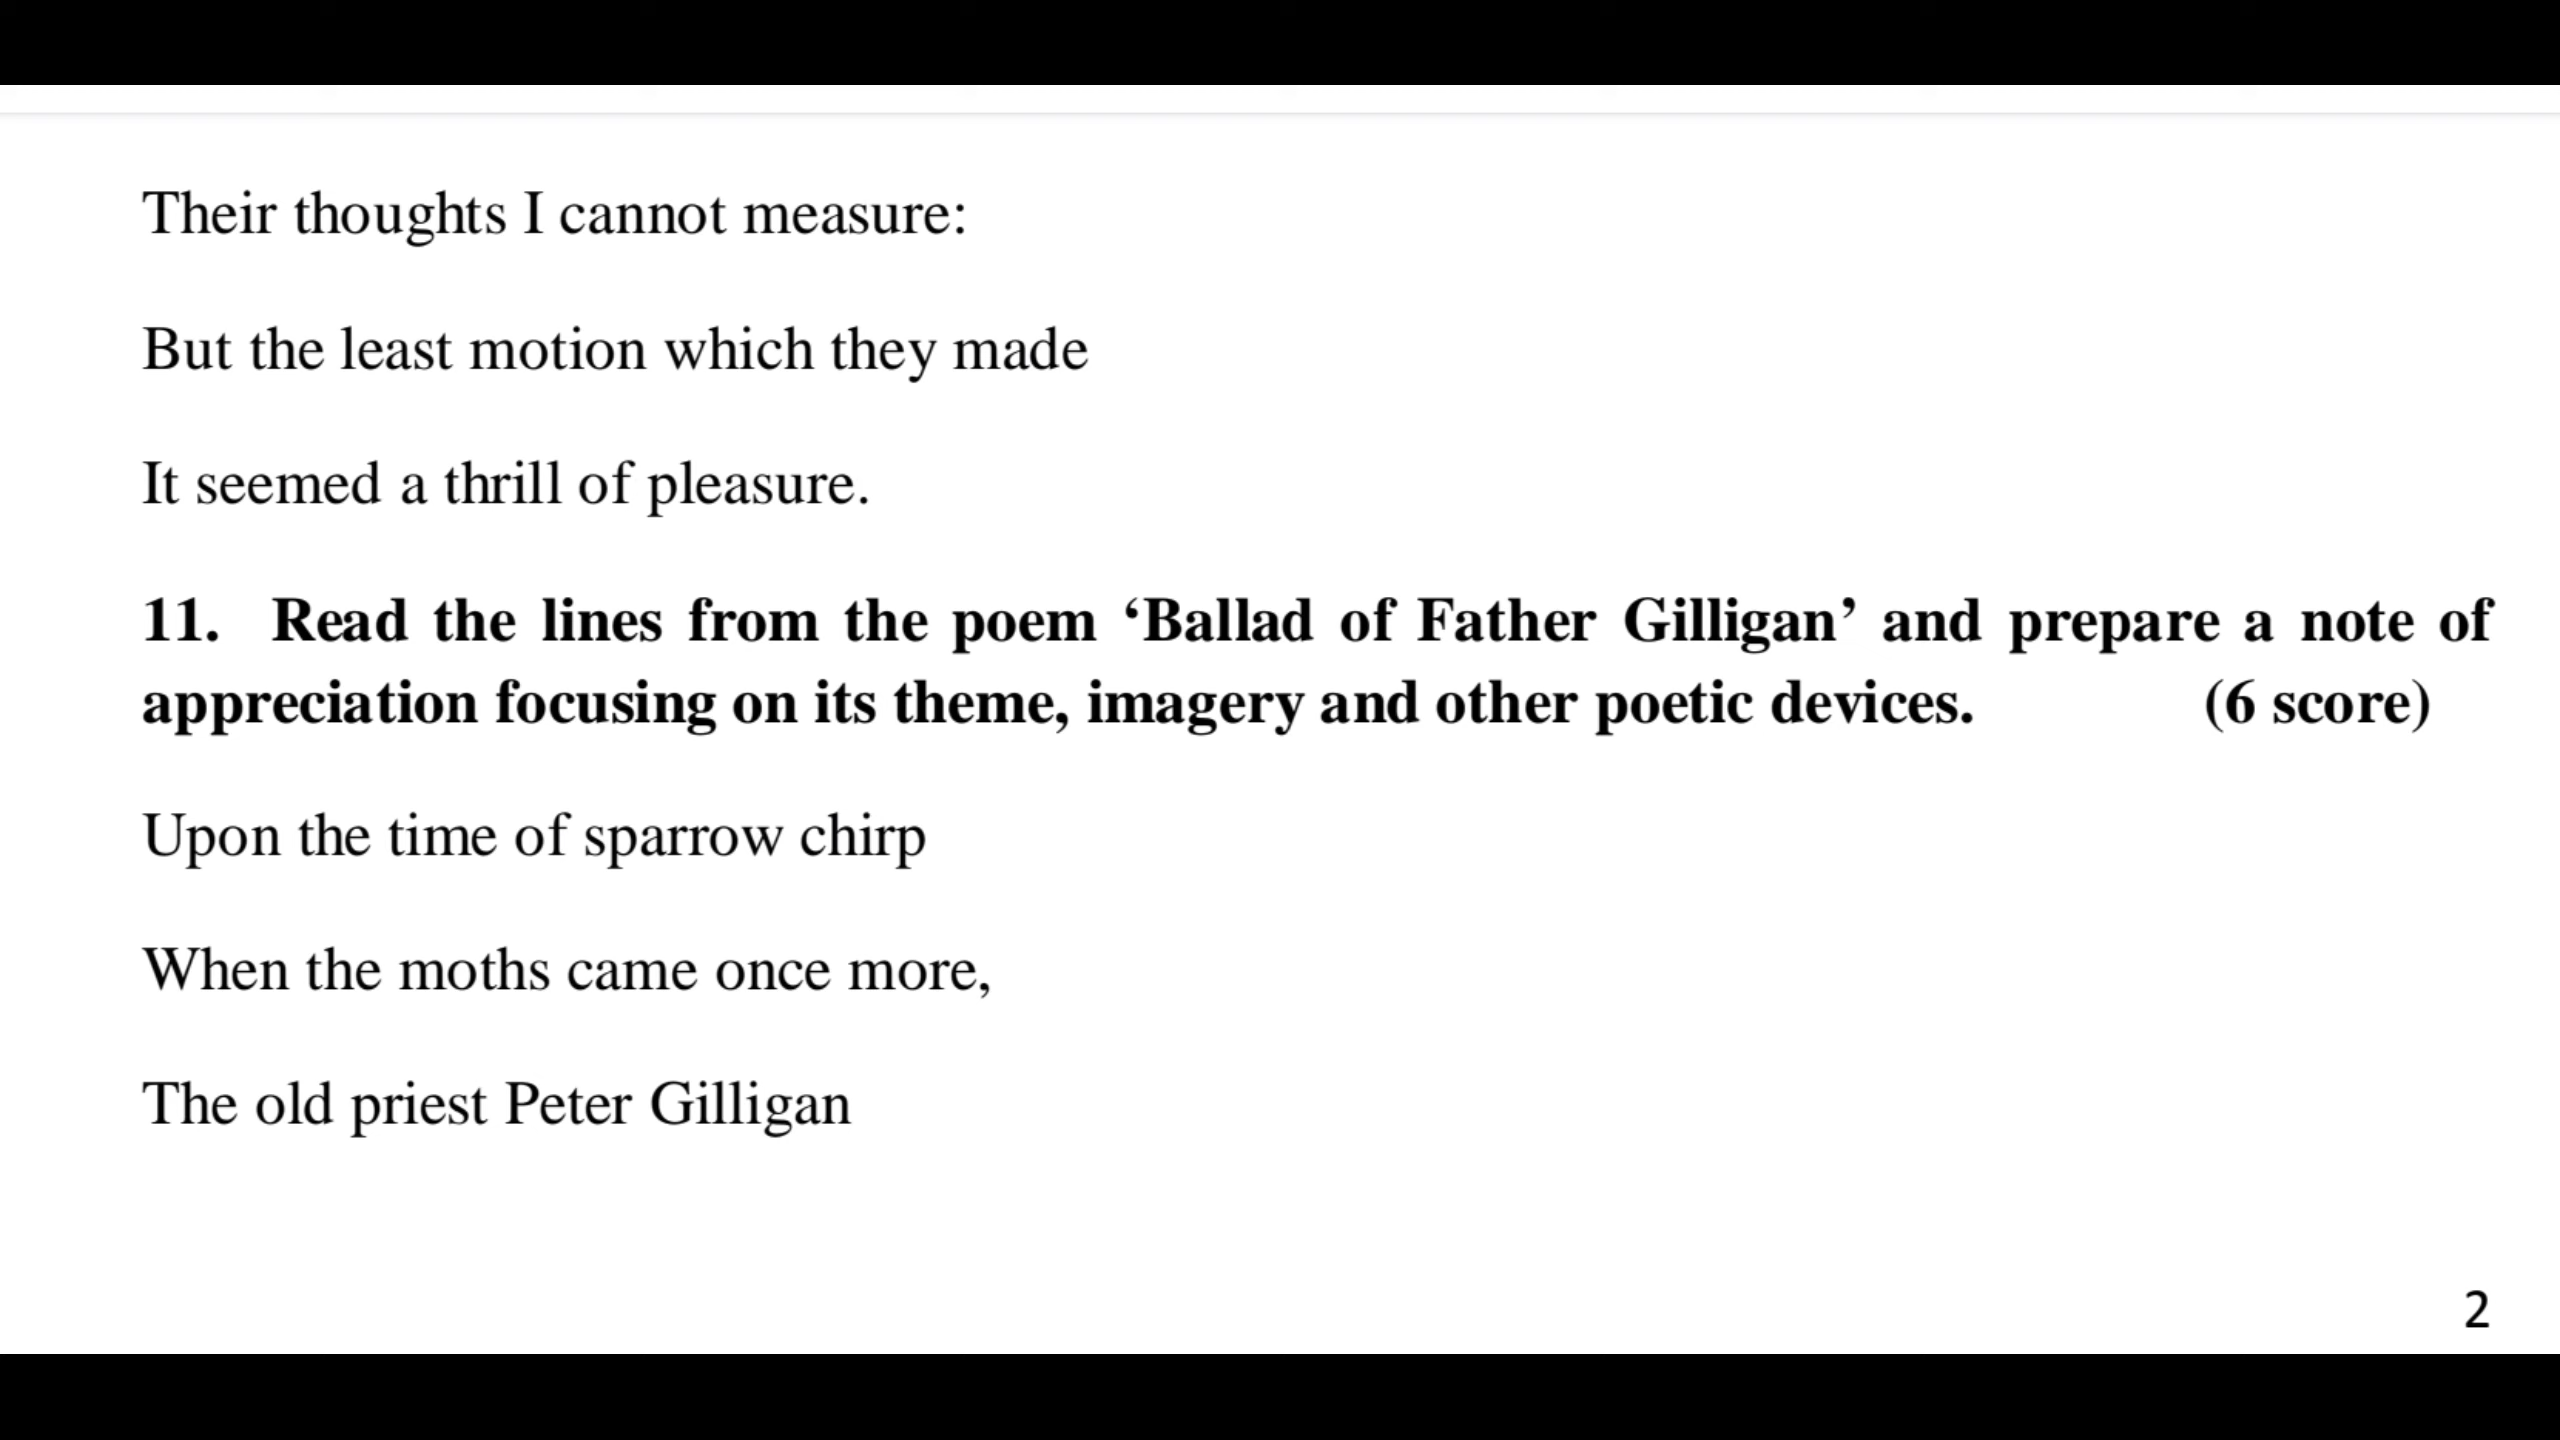 Their thoughts I cannot measure:
But the least motion which they made
It seemed a thrill of pleasure.
11. Read the lines from the poem ‘Ballad of Father Gilligan’ and prepare a note of
appreciation focusing on its theme, imagery and other poetic devices. (6 score)
Upon the time of sparrow chirp
When the moths came once more,
The old priest Peter Gilligan
2